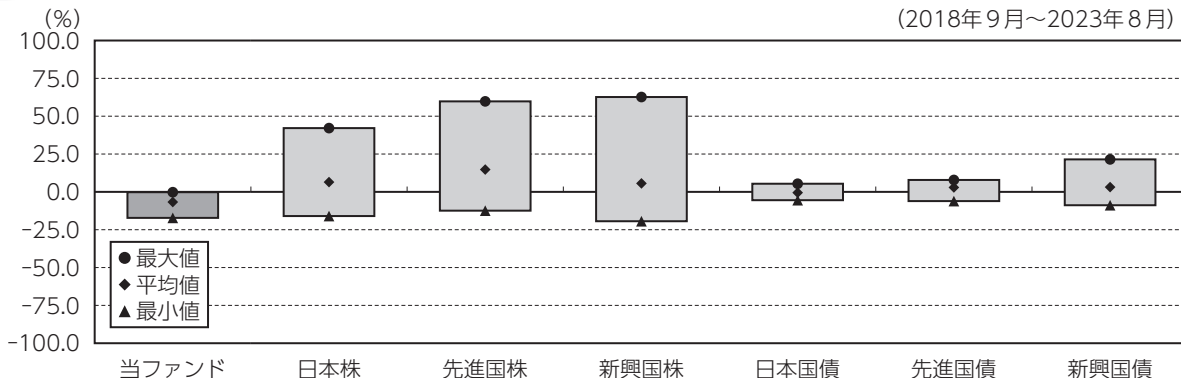 (%)
(2018年9月～2023年8月)
100.0
75.0
50.0
25.0
0.0
-25.0
-50.0
-75.0
-100.0
●最大値
◆平均値
▲最小値
当ファンド 日本株 先進国株 新興国株 日本国債 先進国債 新興国債